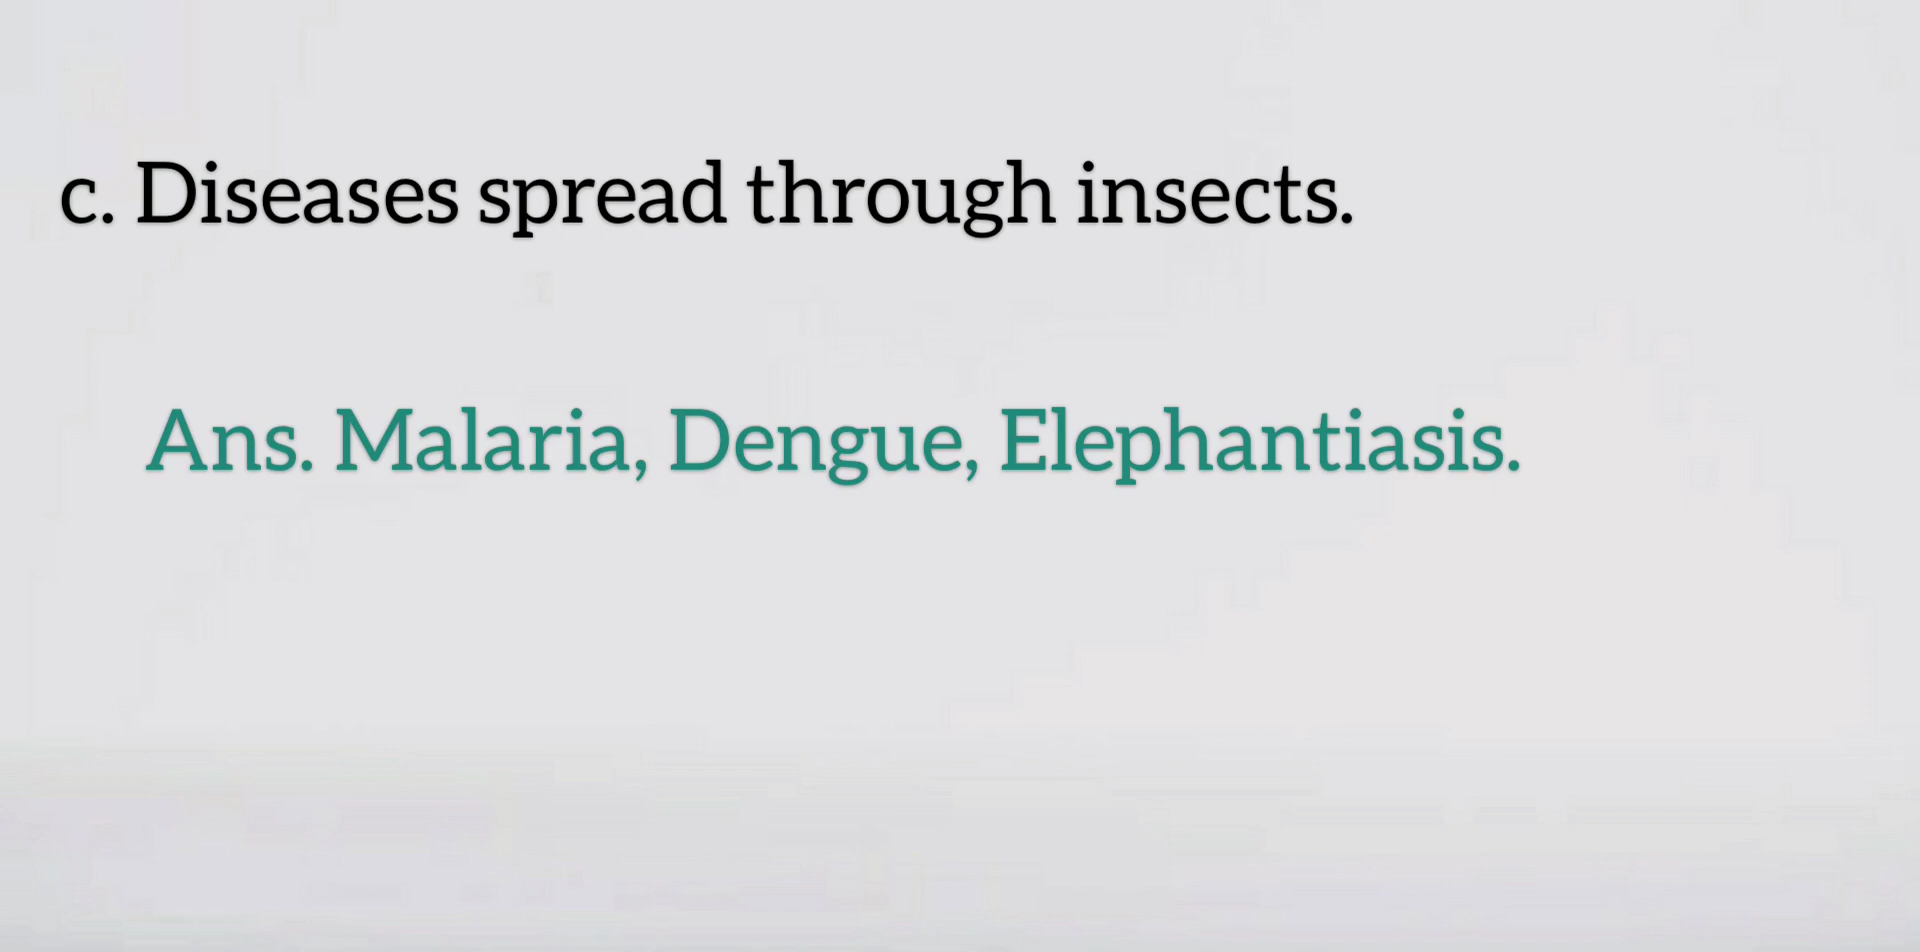 c. Diseases spread through insects.
Ans. Malaria, Dengue, Elephantiasis.